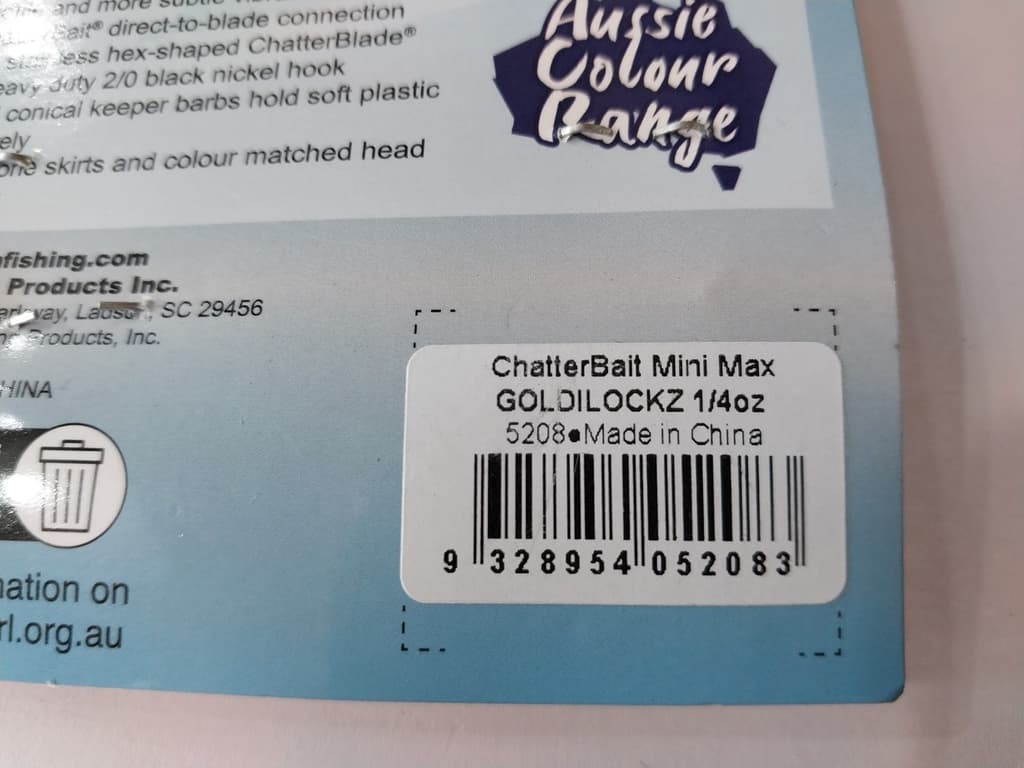 and more subtle
Bait® direct-to-blade connection
hex-shaped ChatterBlade®
duty 2/0 black nickel hook
conical keeper barbs hold soft plastic
skirts and colour matched head
Aussie
Colour
Range
fishing.com
Products Inc.
SC 29456
Products, Inc.
HINA
ation on
rl.org.au
ChatterBait Mini Max
GOLDILOCKZ 1/4oz
5208●Made in China
9 328954 052083